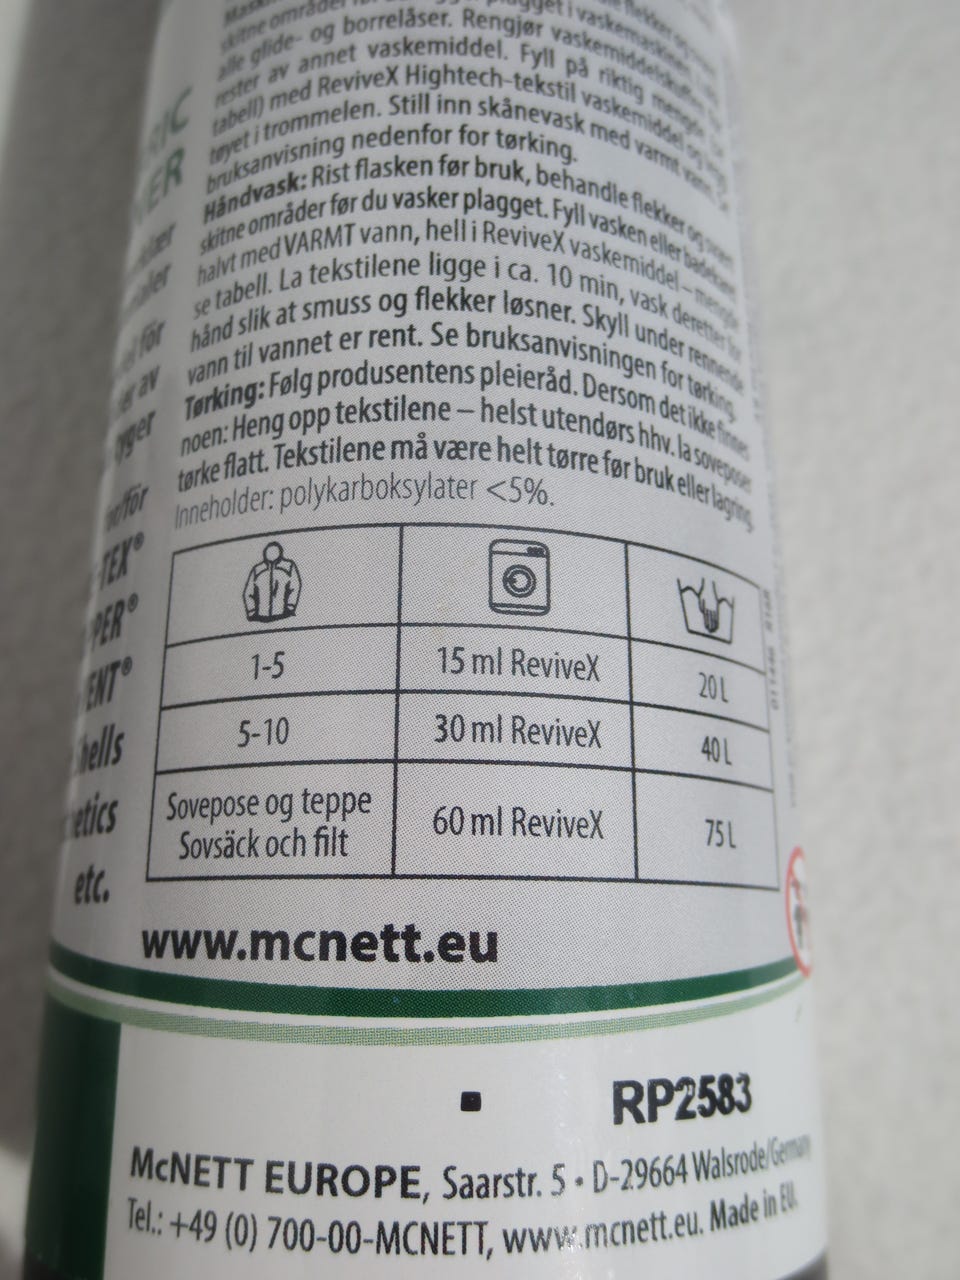 skitne områder
alle glide- og borrelåser. Rengjør vaskemiddelskuffen
rester av annet vaskemiddel. Fyll på riktig mengde
tabell) med ReviveX Hightech-tekstil vaskemiddel og
tøyet i trommelen. Still inn skånevask med varmt vann. Se
bruksanvisning nedenfor for tørking.
Håndvask: Rist flasken før bruk, behandle flekker og
skitne områder før du vasker plagget. Fyll vasken eller badekaret
halvt med VARMT vann, hell i ReviveX vaskemiddel – mengde
se tabell. La tekstilene ligge i ca. 10 min, vask deretter for
hånd slik at smuss og flekker løsner. Skyll under rennende
vann til vannet er rent. Se bruksanvisningen for tørking.
Tørking: Følg produsentens pleieråd. Dersom det ikke finnes
noen: Heng opp tekstilene – helst utendørs hhv. la soveposer
tørke flatt. Tekstilene må være helt tørre før bruk eller lagring.
Inneholder: polykarboksylater <5%.
1-5 15 ml ReviveX 20 L
5-10 30 ml ReviveX 40 L
Sovepose og teppe
Sovsäck och filt 60 ml ReviveX 75 L
etc.
www.mcnett.eu
RP2583
McNETT EUROPE, Saarstr. 5 • D-29664 Walsrode/Germany
Tel.: +49 (0) 700-00-MCNETT, www.mcnett.eu. Made in EU.